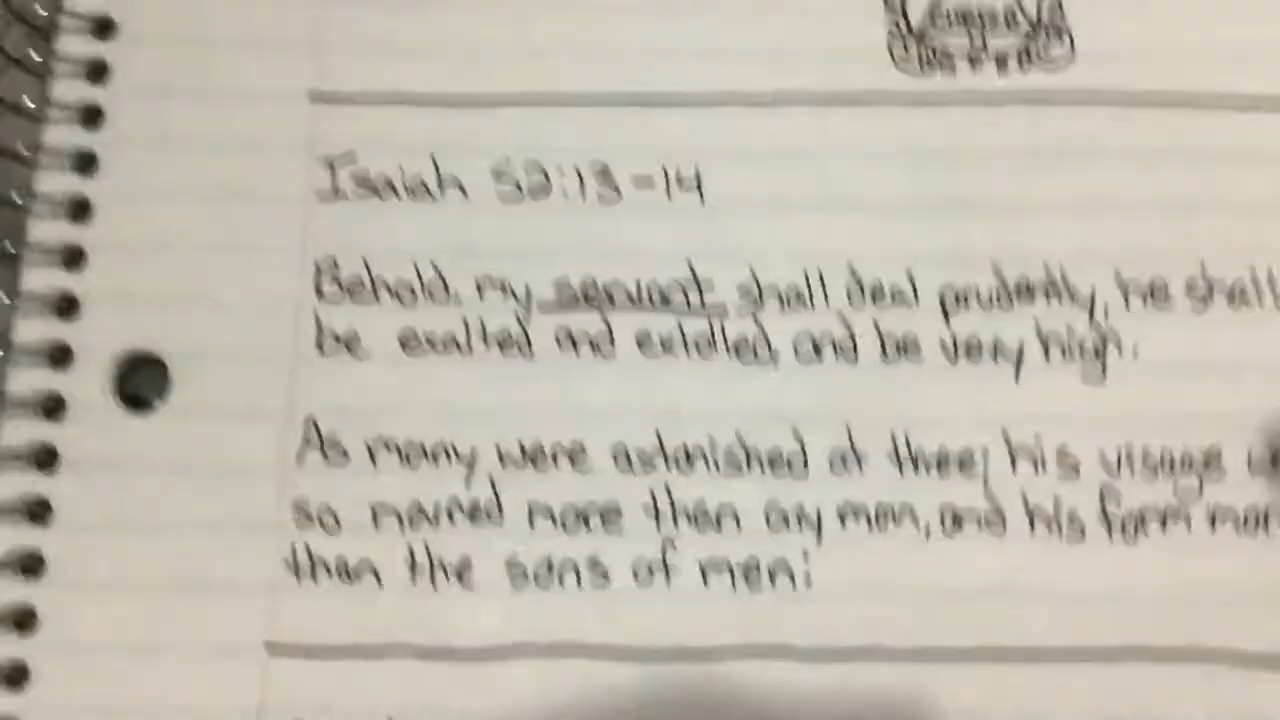 Isaiah 52:13-14
Behold, my servant shall deal prudently, he shall
be exalted and extolled, and be very high.
As many were astonished at thee; his visage
so marred more than any man, and his form mor
than the sons of men: